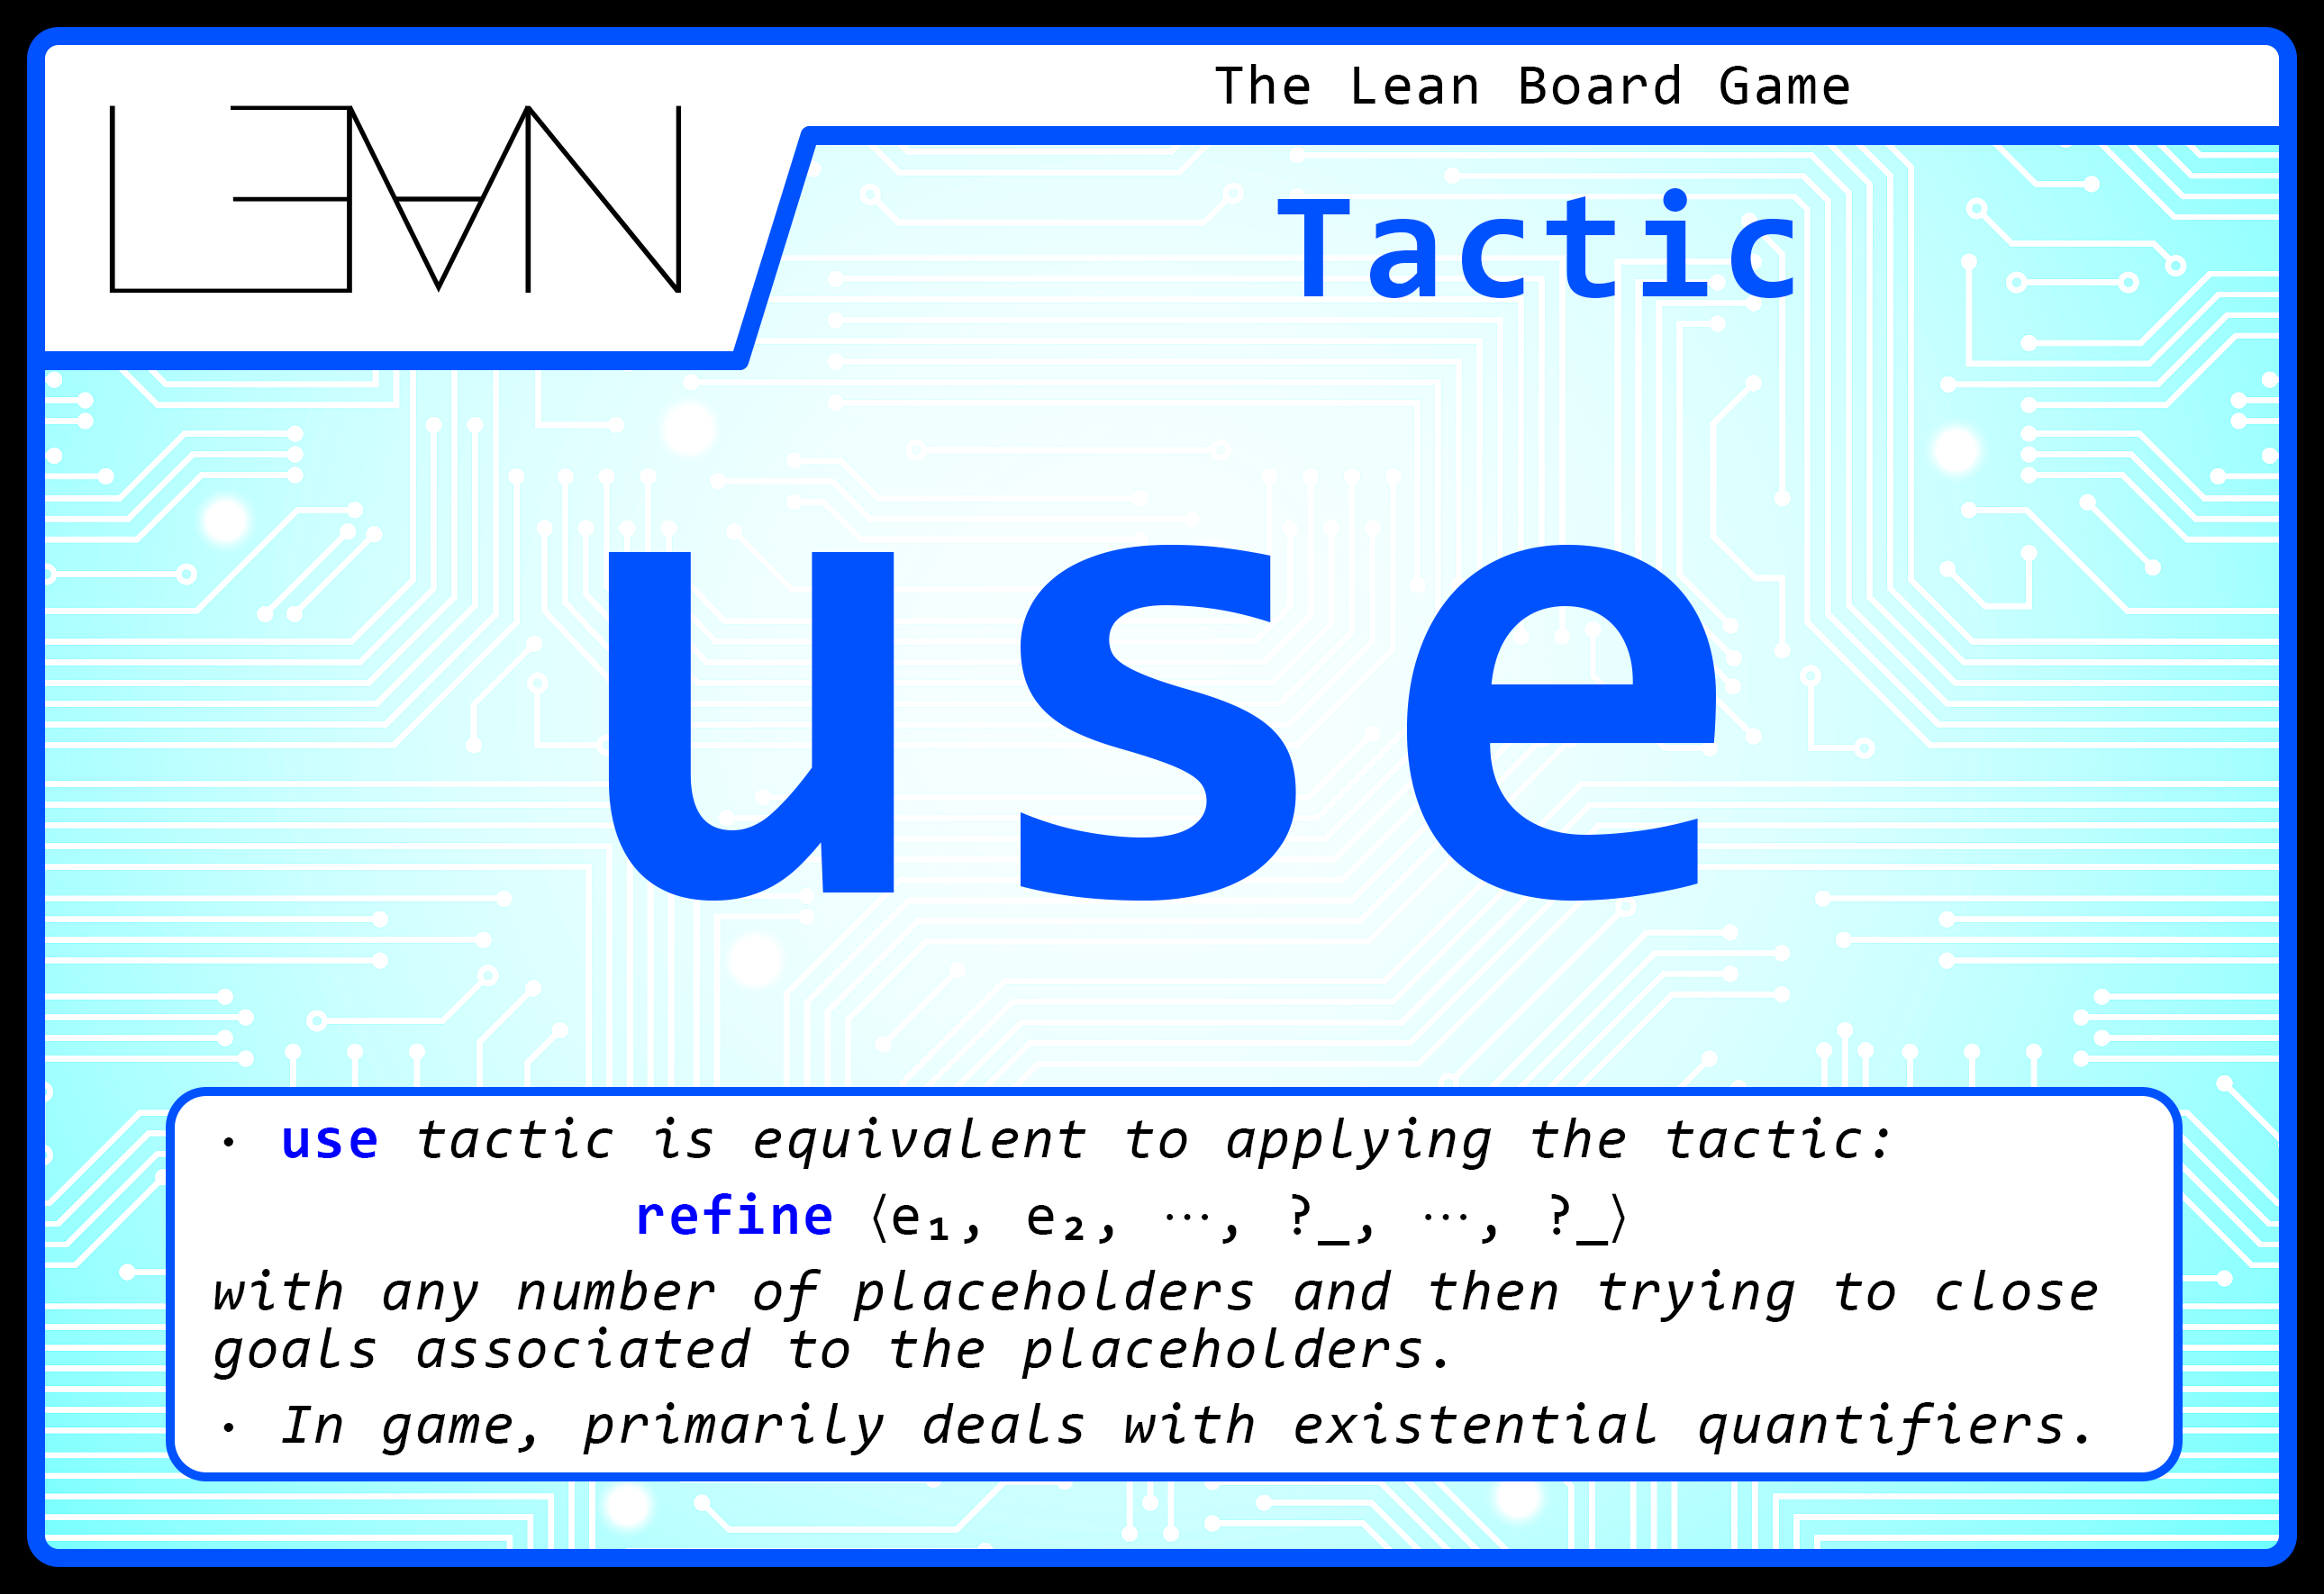 L∃∀N
The Lean Board Game
Tactic
use
· use tactic is equivalent to applying the tactic:
refine ⟨e₁, e₂, ⋯, ?_, ⋯, ?_⟩
with any number of placeholders and then trying to close
goals associated to the placeholders.
· In game, primarily deals with existential quantifiers.